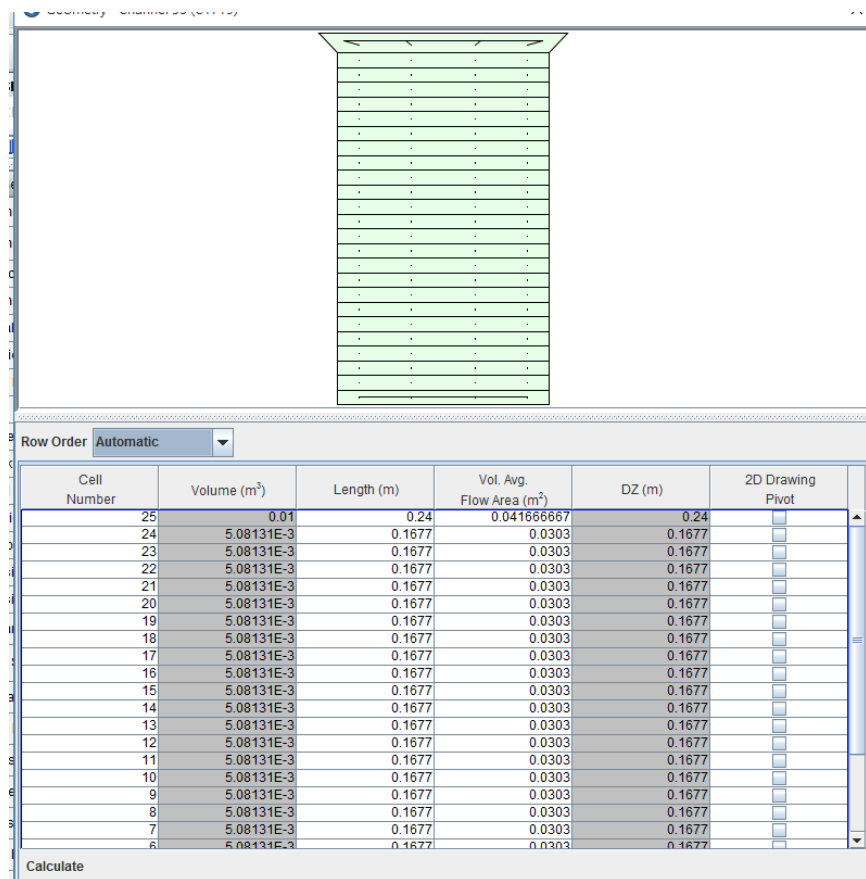 Row Order Automatic
Cell Number Volume (m³) Length (m) Vol. Avg. Flow Area (m²) DZ (m) 2D Drawing Pivot
25 0.01 0.24 0.041666667 0.24
24 5.08131E-3 0.1677 0.0303 0.1677
23 5.08131E-3 0.1677 0.0303 0.1677
22 5.08131E-3 0.1677 0.0303 0.1677
21 5.08131E-3 0.1677 0.0303 0.1677
20 5.08131E-3 0.1677 0.0303 0.1677
19 5.08131E-3 0.1677 0.0303 0.1677
18 5.08131E-3 0.1677 0.0303 0.1677
17 5.08131E-3 0.1677 0.0303 0.1677
16 5.08131E-3 0.1677 0.0303 0.1677
15 5.08131E-3 0.1677 0.0303 0.1677
14 5.08131E-3 0.1677 0.0303 0.1677
13 5.08131E-3 0.1677 0.0303 0.1677
12 5.08131E-3 0.1677 0.0303 0.1677
11 5.08131E-3 0.1677 0.0303 0.1677
10 5.08131E-3 0.1677 0.0303 0.1677
9 5.08131E-3 0.1677 0.0303 0.1677
8 5.08131E-3 0.1677 0.0303 0.1677
7 5.08131E-3 0.1677 0.0303 0.1677
6 5.08131E-3 0.1677 0.0303 0.1677
Calculate